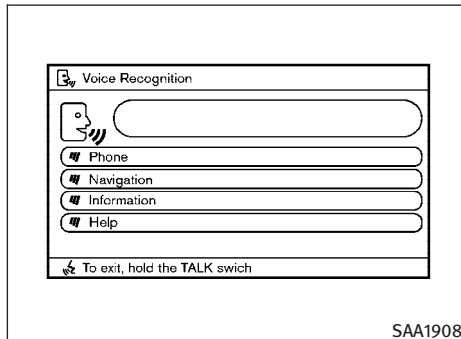 Voice Recognition
Phone
Navigation
Information
Help
To exit, hold the TALK swich
SAA1908